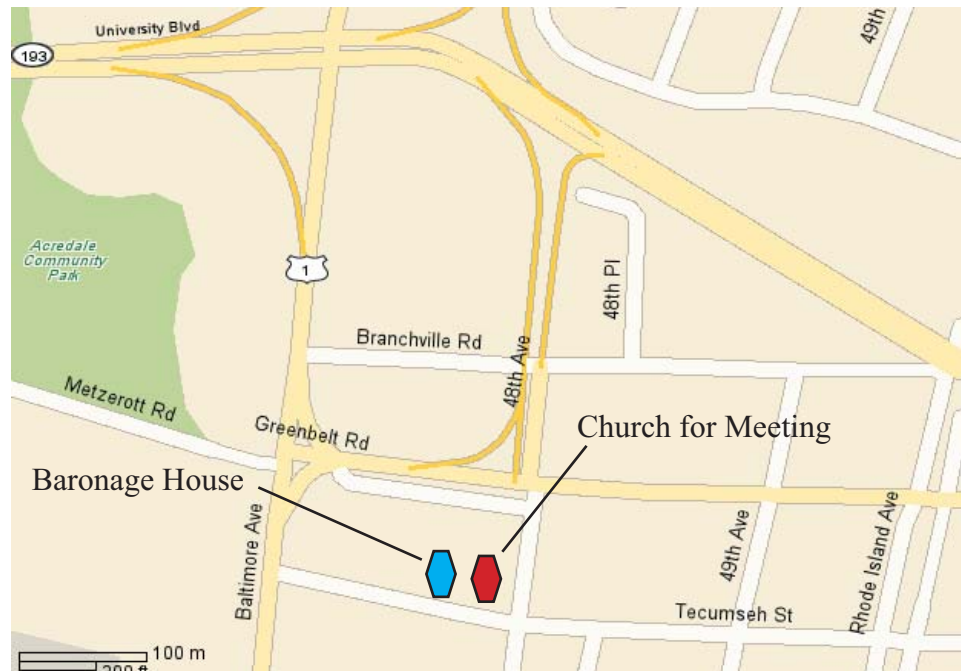 University Blvd
193
49th
Acredale
Community
Park
1
48th Pl
Branchville Rd
48th Ave
Metzerott Rd
Greenbelt Rd
Church for Meeting
Baronage House
Baltimore Ave
49th Ave
Rhode Island Ave
Tecumseh St
100 m